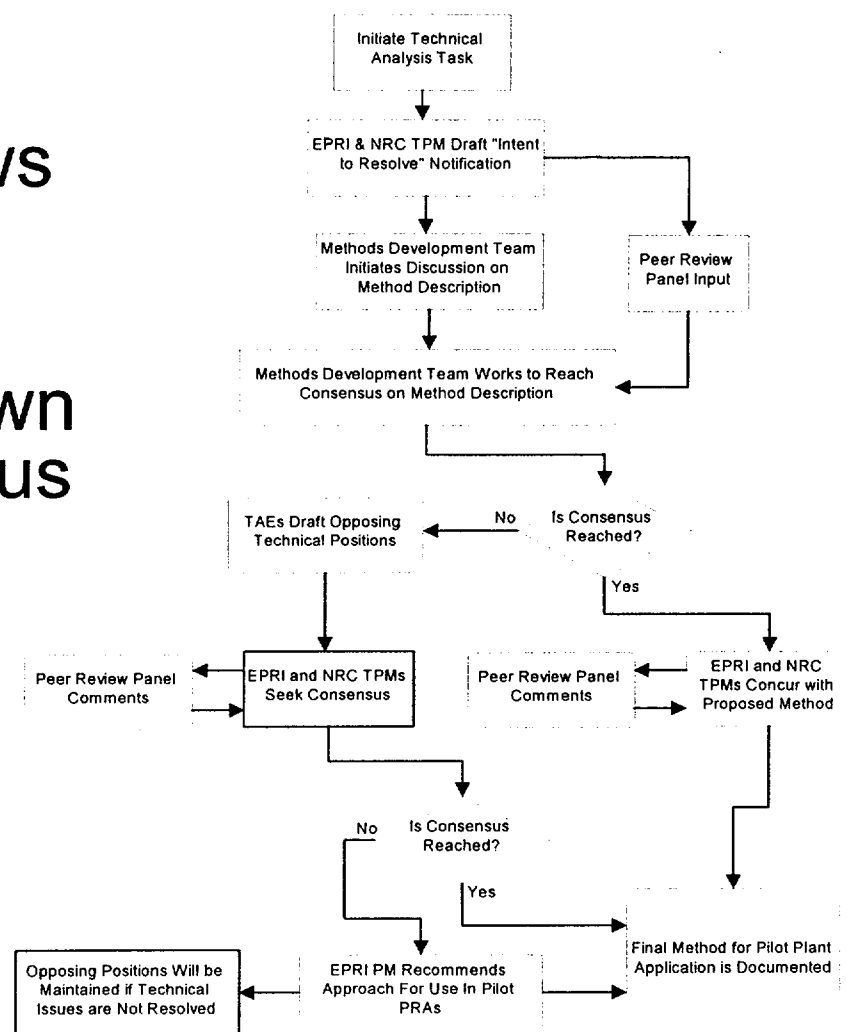 Initiate Technical
Analysis Task
EPRI & NRC TPM Draft "Intent
to Resolve" Notification
ws
Methods Development Team
Initiates Discussion on
Method Description
Peer Review
Panel Input
Methods Development Team Works to Reach
Consensus on Method Description
wn
us
TAEs Draft Opposing
Technical Positions
No
Is Consensus
Reached?
Yes
Peer Review Panel
Comments
EPRI and NRC TPMs
Seek Consensus
Peer Review Panel
Comments
EPRI and NRC
TPMs Concur with
Proposed Method
No
Is Consensus
Reached?
Yes
Opposing Positions Will be
Maintained if Technical
Issues are Not Resolved
EPRI PM Recommends
Approach For Use In Pilot
PRAs
Final Method for Pilot Plant
Application is Documented